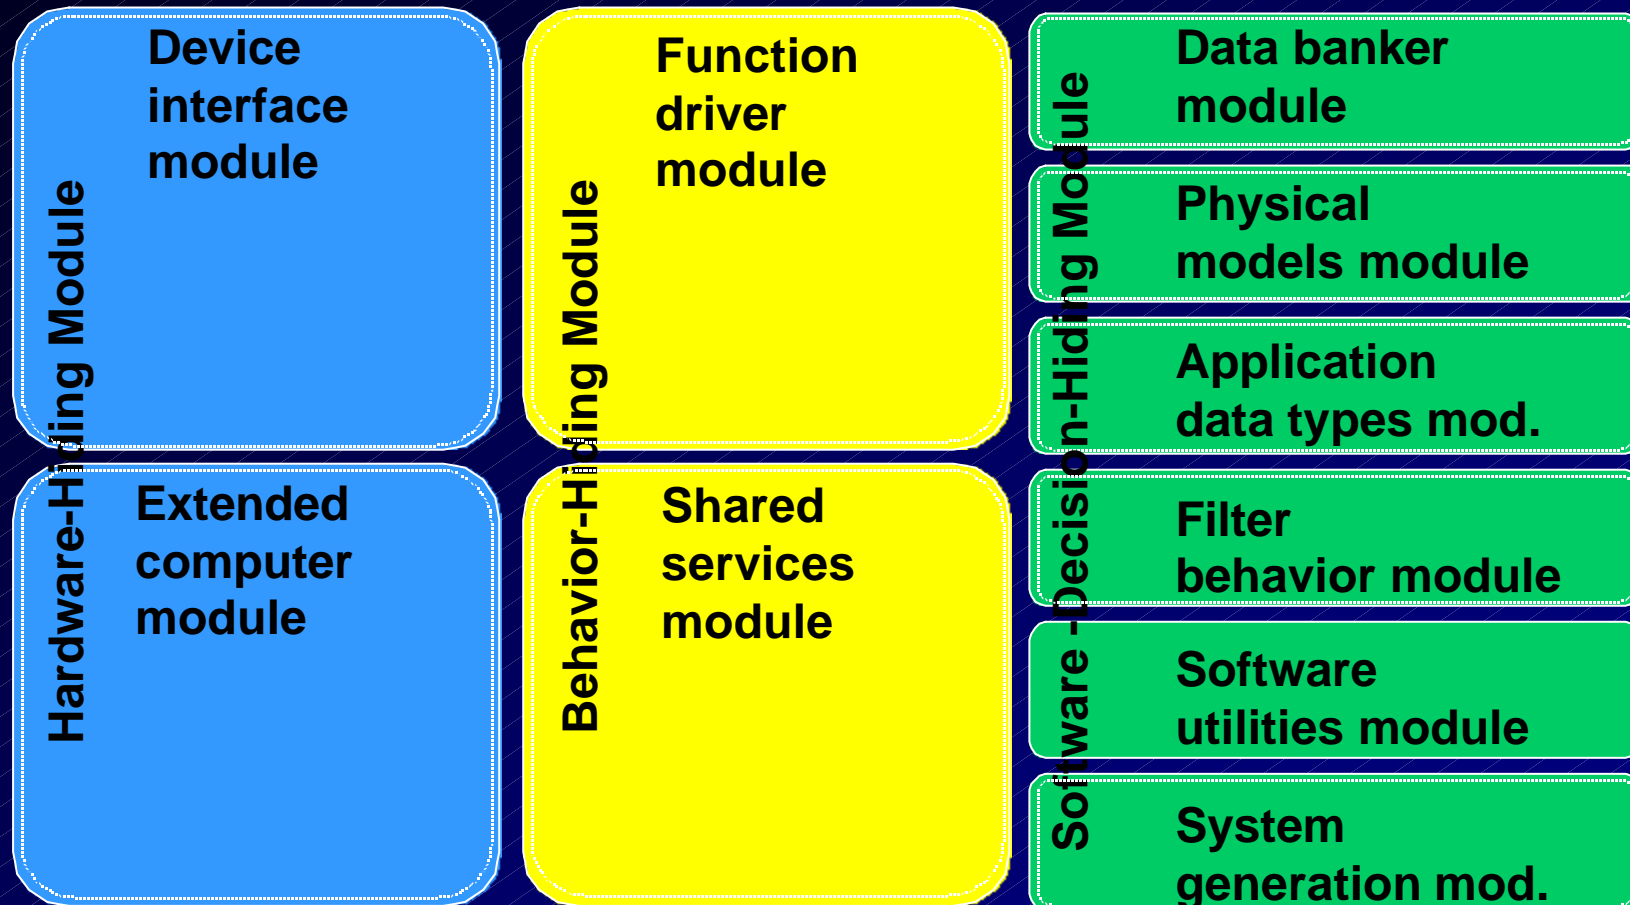 Hardware-Hiding Module
Device
interface
module
Extended
computer
module
Behavior-Hiding Module
Function
driver
module
Shared
services
module
Software -Decision-Hiding Module
Data banker
module
Physical
models module
Application
data types mod.
Filter
behavior module
Software
utilities module
System
generation mod.